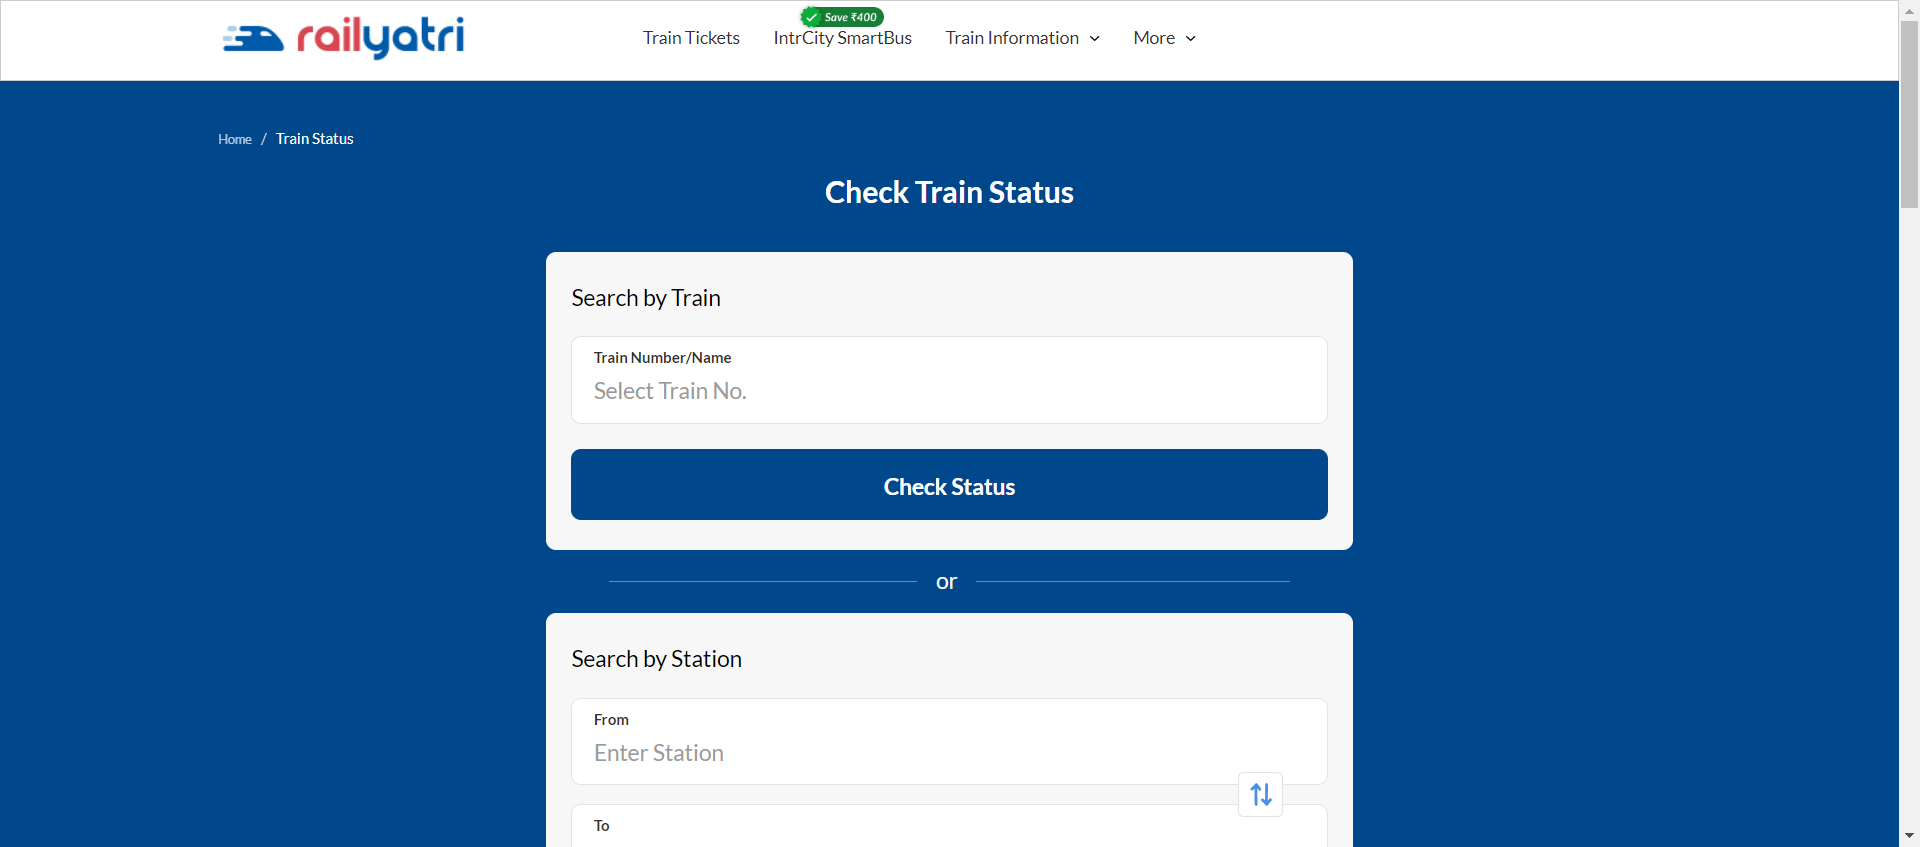 railyatri
Save ₹400
Train Tickets IntrCity SmartBus Train Information More
Home / Train Status
Check Train Status
Search by Train
Train Number/Name
Select Train No.
Check Status
or
Search by Station
From
Enter Station
To